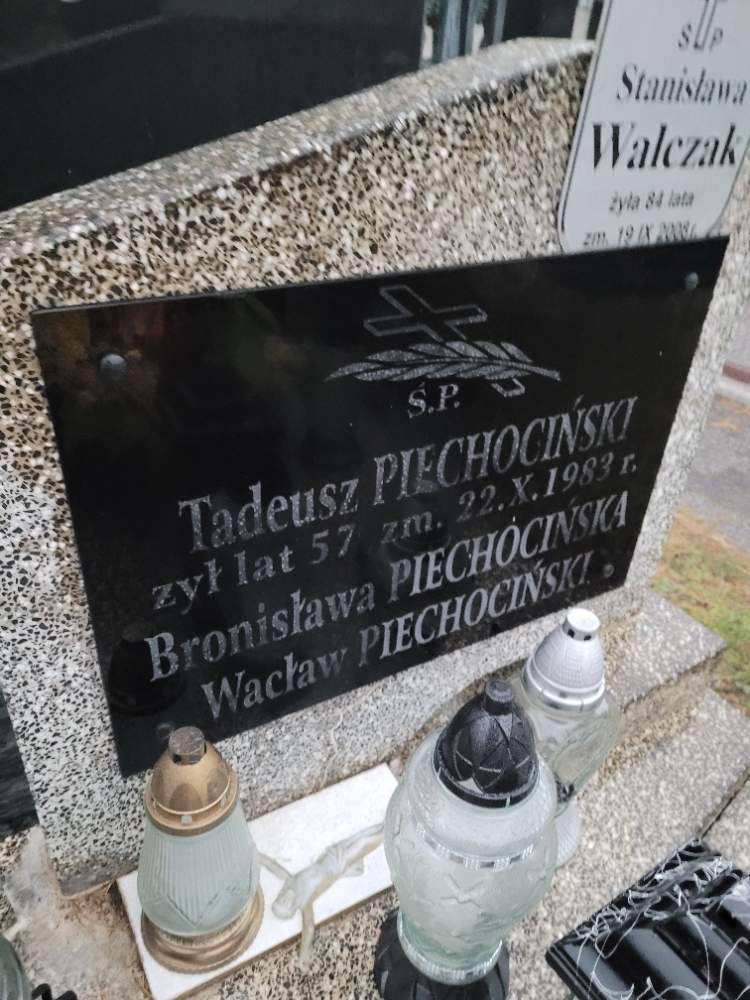 Ś P
Stanisława
Walczak
żyła 84 lata
zm. 19 IX 2008 r.
Ś.P.
Tadeusz PIECHOCIŃSKI
żył lat 57 zm. 22.X.1983 r.
Bronisława PIECHOCIŃSKA
Wacław PIECHOCIŃSKI